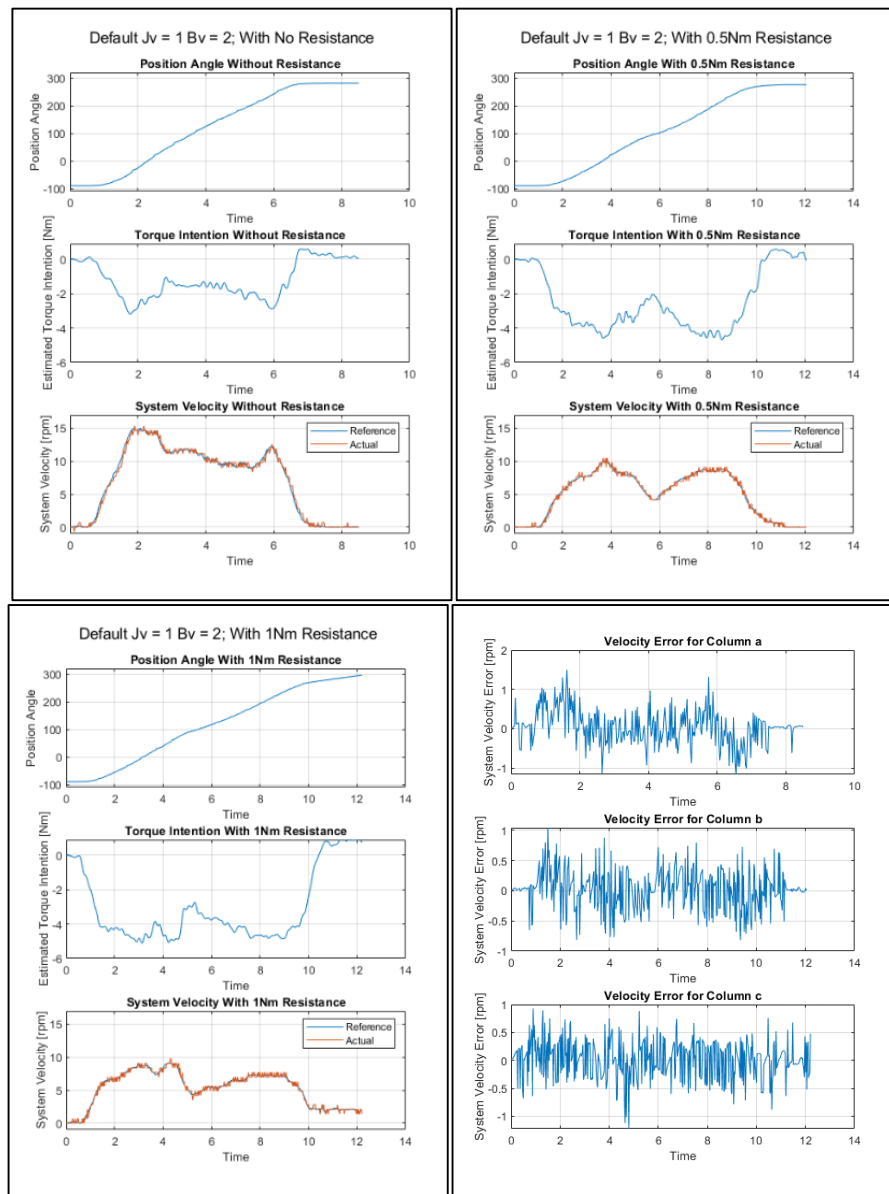 Default Jv = 1 Bv = 2; With No Resistance
Position Angle Without Resistance
Position Angle
300
200
100
0
-100
0 2 4 6 8 10
Time
Torque Intention Without Resistance
Estimated Torque Intention [Nm]
0
-2
-4
-6
0 2 4 6 8 10
Time
System Velocity Without Resistance
System Velocity [rpm]
15
10
5
0
Reference
Actual
0 2 4 6 8 10
Time
Default Jv = 1 Bv = 2; With 0.5Nm Resistance
Position Angle With 0.5Nm Resistance
Position Angle
300
200
100
0
-100
0 2 4 6 8 10 12 14
Time
Torque Intention With 0.5Nm Resistance
Estimated Torque Intention [Nm]
0
-2
-4
-6
0 2 4 6 8 10 12 14
Time
System Velocity With 0.5Nm Resistance
System Velocity [rpm]
15
10
5
0
Reference
Actual
0 2 4 6 8 10 12 14
Time
Default Jv = 1 Bv = 2; With 1Nm Resistance
Position Angle With 1Nm Resistance
Position Angle
300
200
100
0
-100
0 2 4 6 8 10 12 14
Time
Torque Intention With 1Nm Resistance
Estimated Torque Intention [Nm]
0
-2
-4
-6
0 2 4 6 8 10 12 14
Time
System Velocity With 1Nm Resistance
System Velocity [rpm]
15
10
5
0
Reference
Actual
0 2 4 6 8 10 12 14
Time
Velocity Error for Column a
System Velocity Error [rpm]
2
1
0
-1
0 2 4 6 8 10
Time
Velocity Error for Column b
System Velocity Error [rpm]
1
0.5
0
-0.5
-1
0 2 4 6 8 10 12 14
Time
Velocity Error for Column c
System Velocity Error [rpm]
1
0.5
0
-0.5
-1
0 2 4 6 8 10 12 14
Time